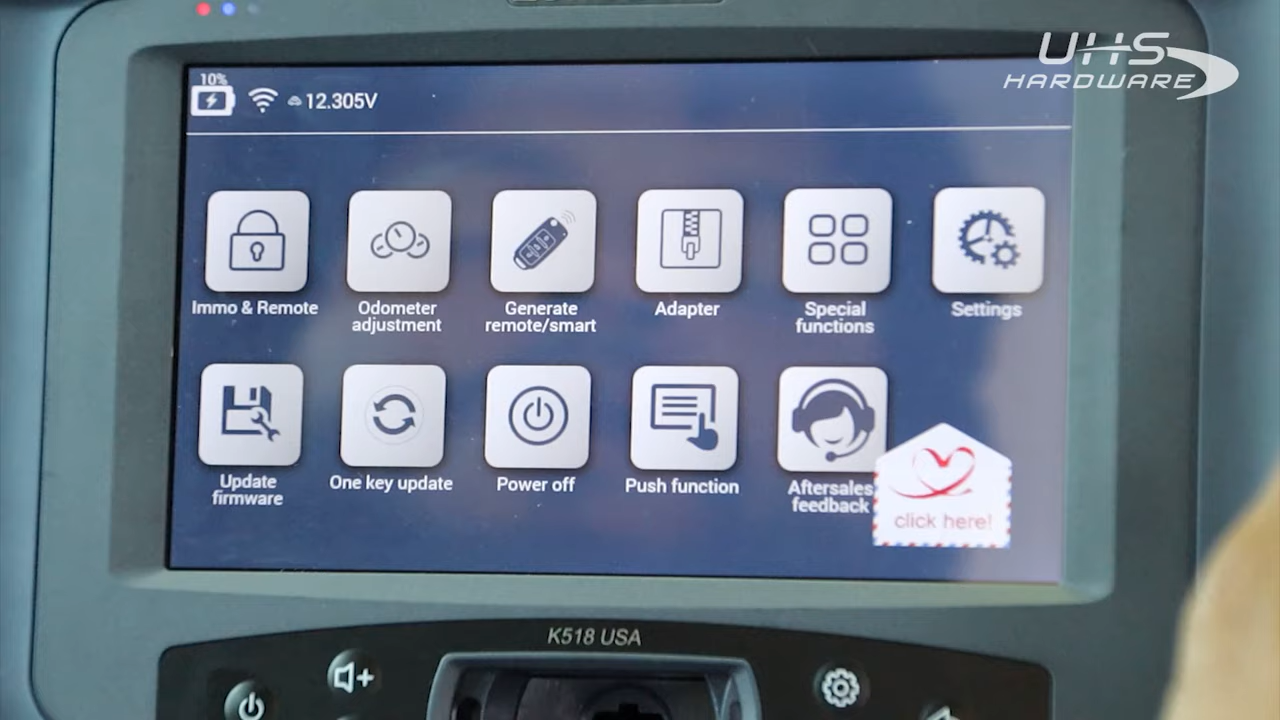 UHS
HARDWARE
10%
12.305V
Immo & Remote
Odometer
adjustment
Generate
remote/smart
Adapter
Special
functions
Settings
Update
firmware
One key update
Power off
Push function
Aftersales
feedback
click here!
K518 USA